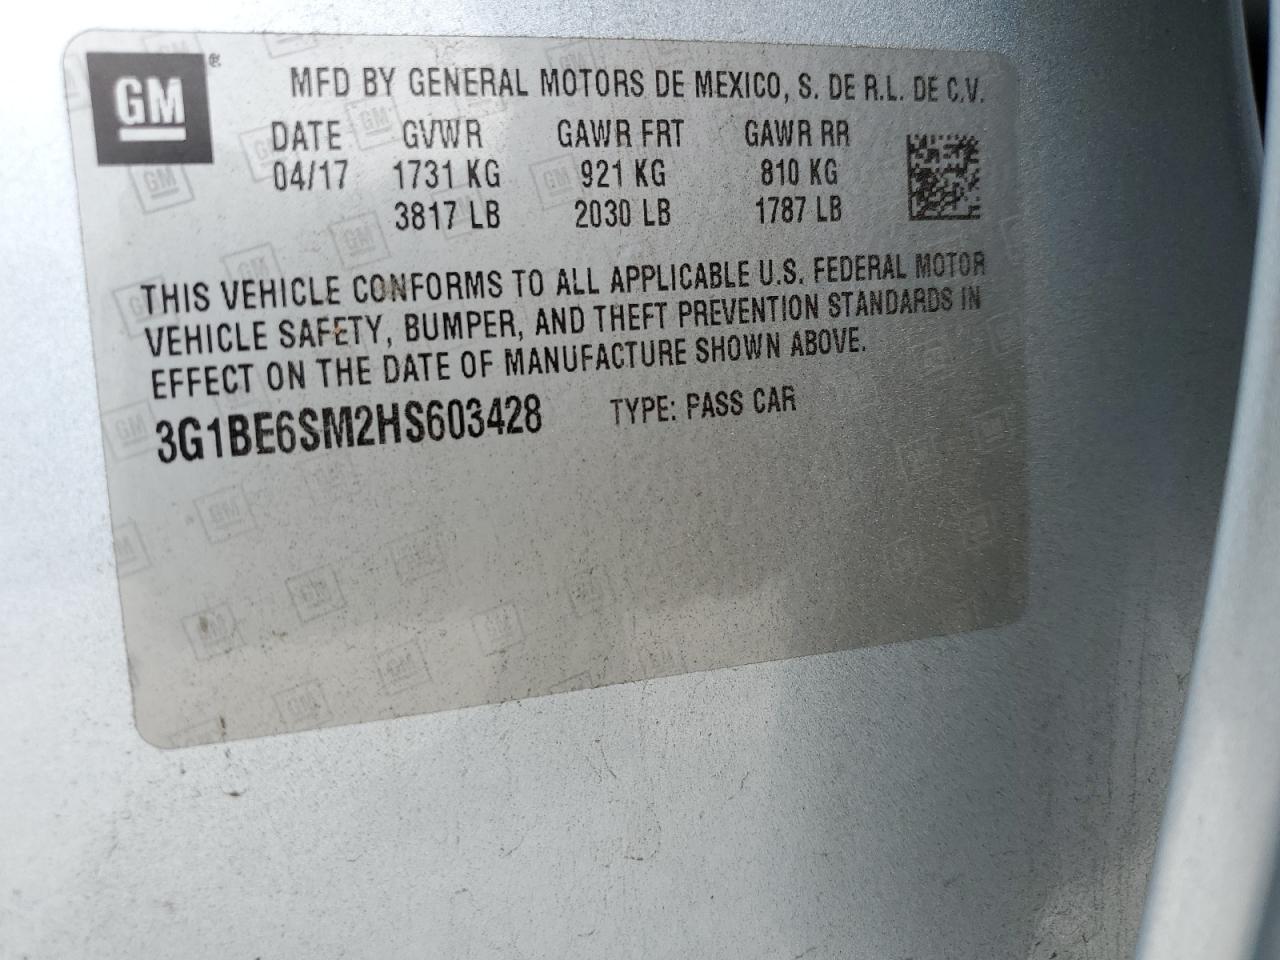 GM®
MFD BY GENERAL MOTORS DE MEXICO, S. DE R.L. DE C.V.
DATE GVWR GAWR FRT GAWR RR
04/17 1731 KG 921 KG 810 KG
3817 LB 2030 LB 1787 LB
THIS VEHICLE CONFORMS TO ALL APPLICABLE U.S. FEDERAL MOTOR
VEHICLE SAFETY, BUMPER, AND THEFT PREVENTION STANDARDS IN
EFFECT ON THE DATE OF MANUFACTURE SHOWN ABOVE.
3G1BE6SM2HS603428 TYPE: PASS CAR